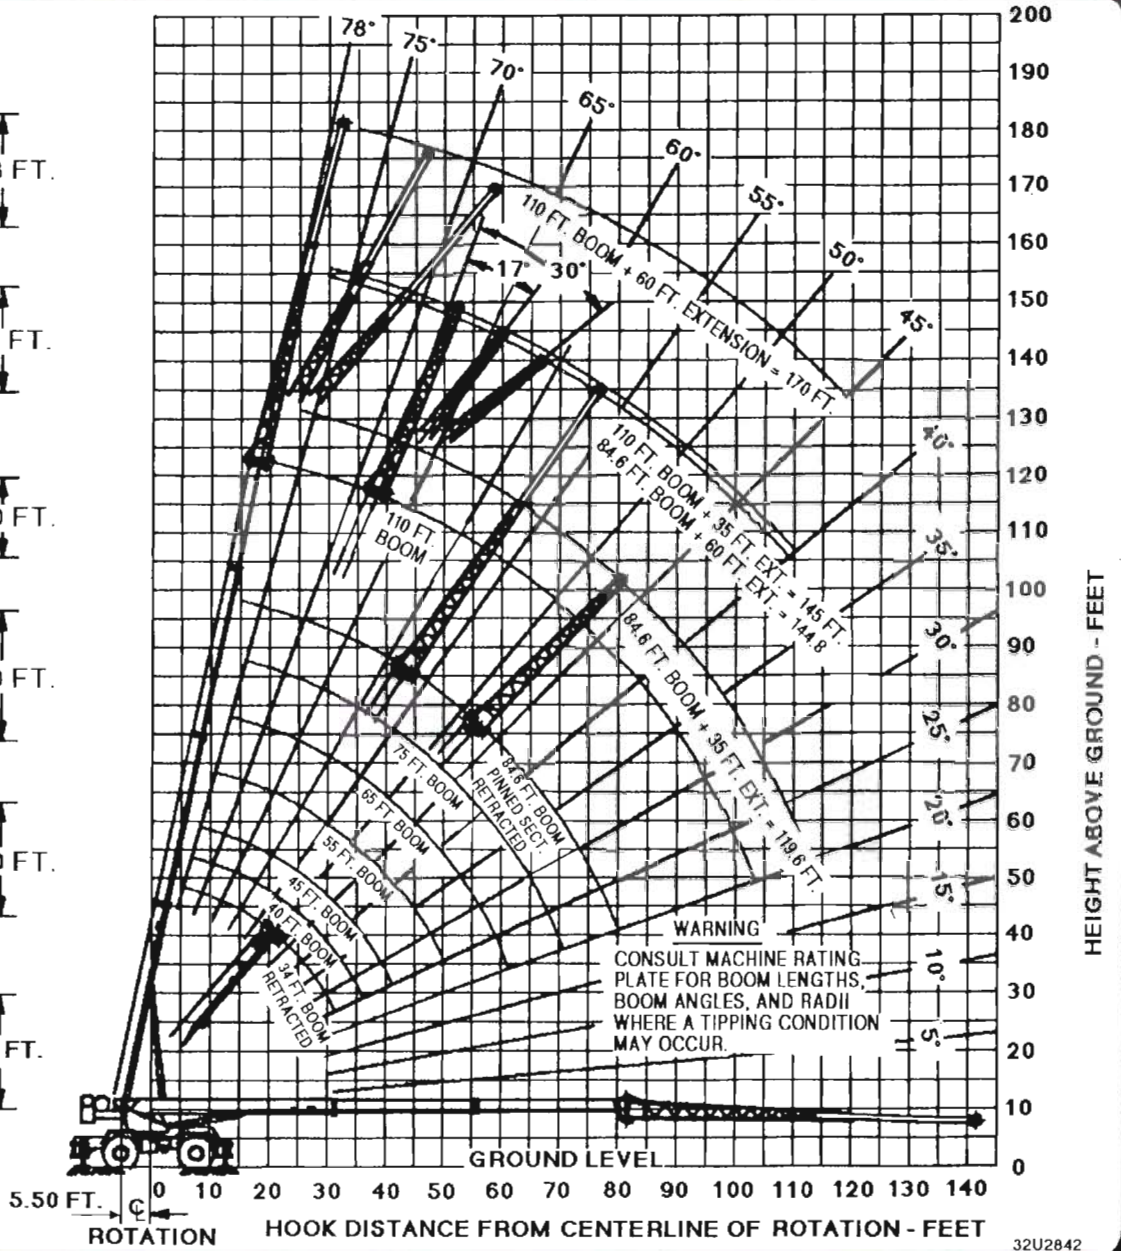 78°
75°
70°
65°
60°
55°
50°
45°
40°
35°
30°
25°
20°
15°
10°
5°
200
190
180
170
160
150
140
130
120
110
100
90
80
70
60
50
40
30
20
10
0
HEIGHT ABOVE GROUND - FEET
FT.
FT.
FT.
FT.
FT.
FT.
17°
30°
110 FT. BOOM + 60 FT. EXTENSION = 170 FT.
110 FT. BOOM + 35 FT. EXT. = 145 FT.
84.6 FT. BOOM + 60 FT. EXT. = 144.8
84.6 FT. BOOM + 35 FT. EXT. = 119.6 FT.
110 FT.
BOOM
84.6 FT. BOOM
PINNED SECT.
RETRACTED
75 FT. BOOM
65 FT. BOOM
55 FT. BOOM
45 FT. BOOM
40 FT. BOOM
34 FT. BOOM
RETRACTED
WARNING
CONSULT MACHINE RATING
PLATE FOR BOOM LENGTHS,
BOOM ANGLES, AND RADII
WHERE A TIPPING CONDITION
MAY OCCUR.
GROUND LEVEL
0 10 20 30 40 50 60 70 80 90 100 110 120 130 140
5.50 FT.
℄
ROTATION
HOOK DISTANCE FROM CENTERLINE OF ROTATION - FEET
32U2842